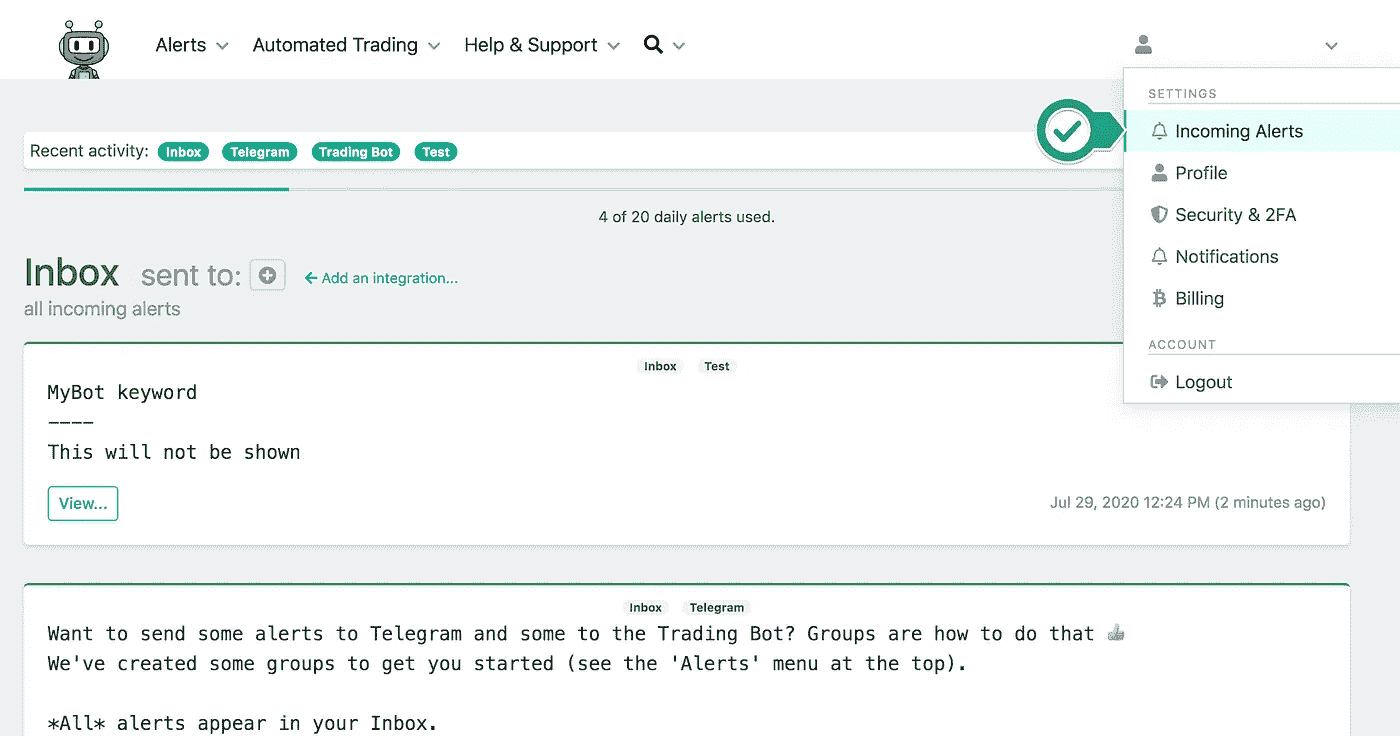 Alerts Automated Trading Help & Support
SETTINGS
Incoming Alerts
Profile
Security & 2FA
Notifications
Billing
ACCOUNT
Logout
Recent activity: Inbox Telegram Trading Bot Test
4 of 20 daily alerts used.
Inbox sent to: Add an integration...
all incoming alerts
Inbox Test
MyBot keyword
----
This will not be shown
View...
Jul 29, 2020 12:24 PM (2 minutes ago)
Inbox Telegram
Want to send some alerts to Telegram and some to the Trading Bot? Groups are how to do that 👍
We've created some groups to get you started (see the 'Alerts' menu at the top).
*All* alerts appear in your Inbox.